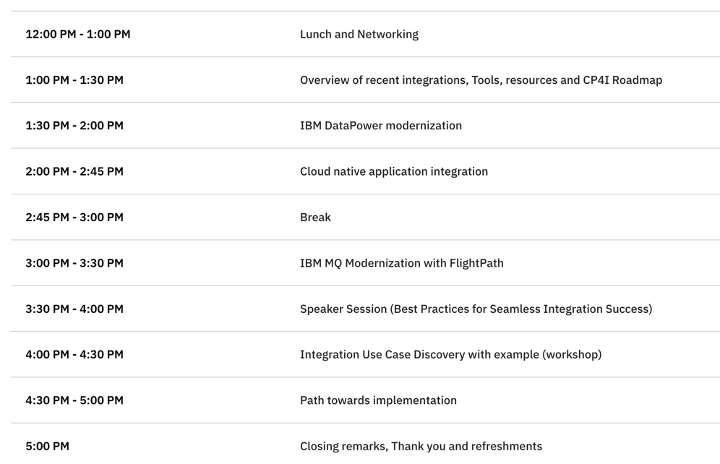 12:00 PM - 1:00 PM Lunch and Networking
1:00 PM - 1:30 PM Overview of recent integrations, Tools, resources and CP4I Roadmap
1:30 PM - 2:00 PM IBM DataPower modernization
2:00 PM - 2:45 PM Cloud native application integration
2:45 PM - 3:00 PM Break
3:00 PM - 3:30 PM IBM MQ Modernization with FlightPath
3:30 PM - 4:00 PM Speaker Session (Best Practices for Seamless Integration Success)
4:00 PM - 4:30 PM Integration Use Case Discovery with example (workshop)
4:30 PM - 5:00 PM Path towards implementation
5:00 PM Closing remarks, Thank you and refreshments